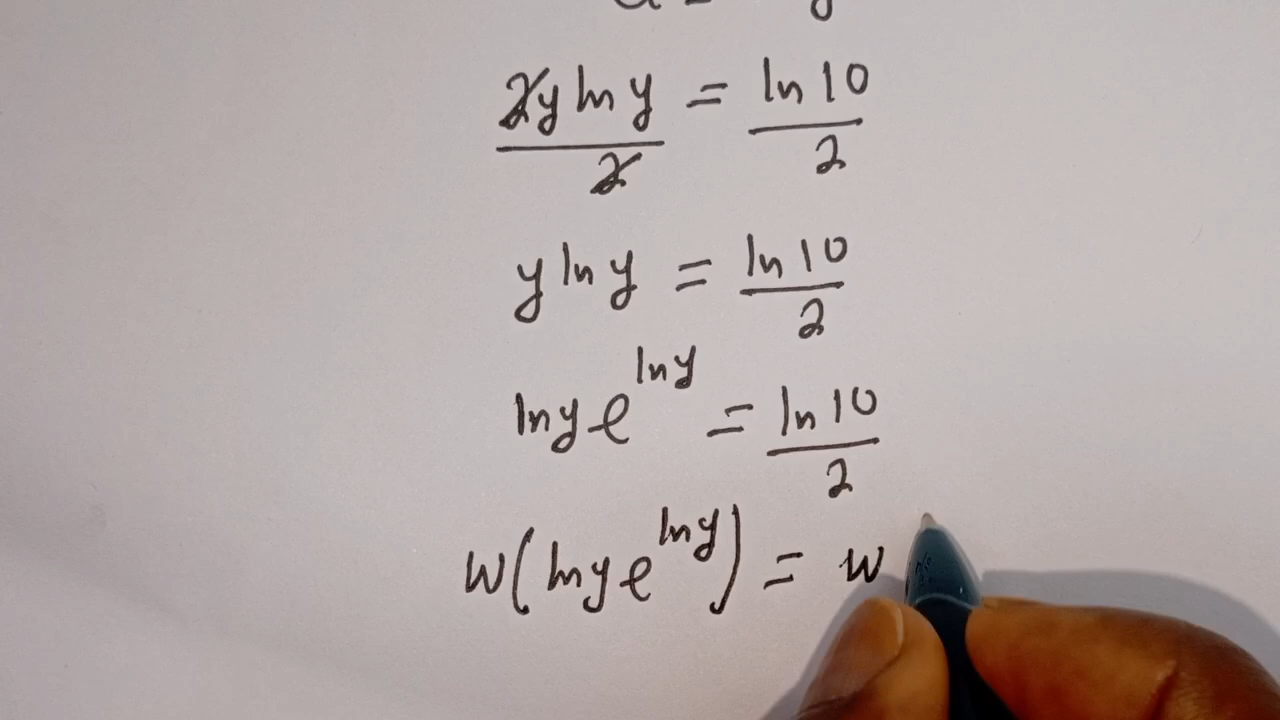 2y ln y / 2 = ln 10 / 2
y ln y = ln 10 / 2
ln y e^ln y = ln 10 / 2
W(ln y e^ln y) = W